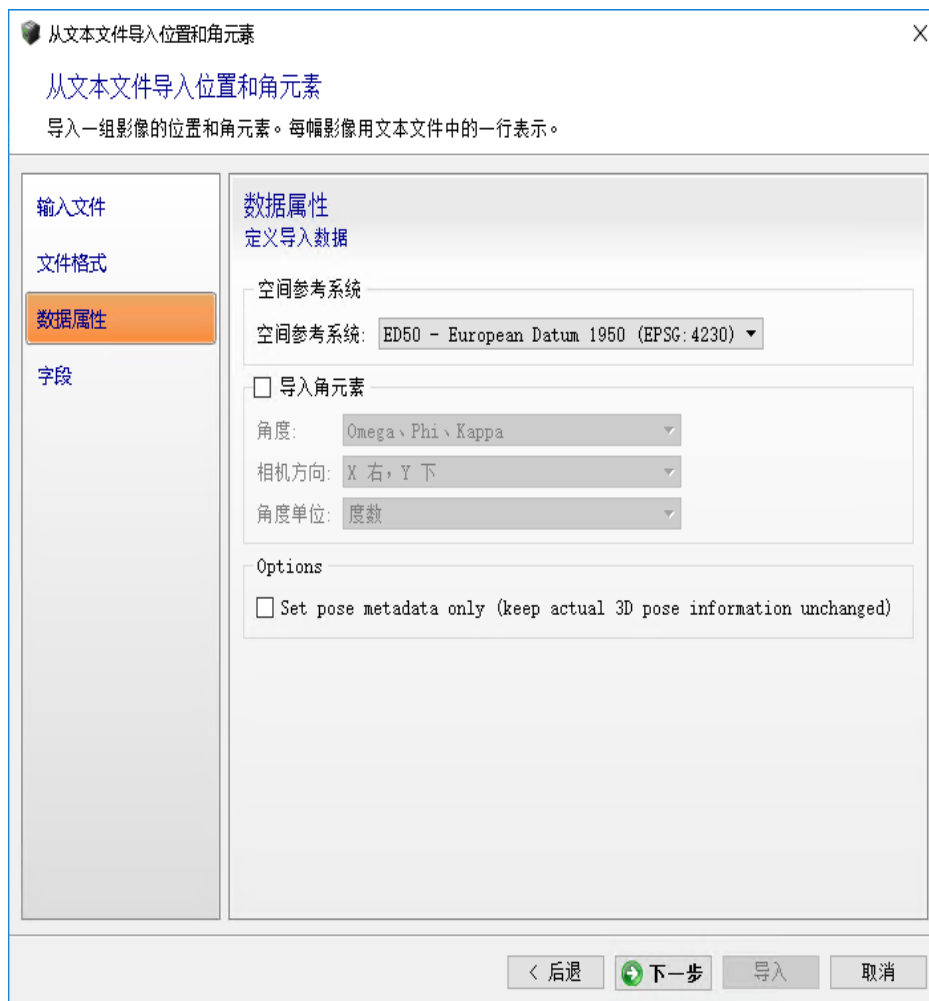 从文本文件导入位置和角元素
从文本文件导入位置和角元素
导入一组影像的位置和角元素。每幅影像用文本文件中的一行表示。
输入文件
文件格式
数据属性
字段
数据属性
定义导入数据
空间参考系统
空间参考系统: ED50 - European Datum 1950 (EPSG:4230)
导入角元素
角度: Omega、Phi、Kappa
相机方向: X 右，Y 下
角度单位: 度数
Options
Set pose metadata only (keep actual 3D pose information unchanged)
< 后退 下一步 导入 取消